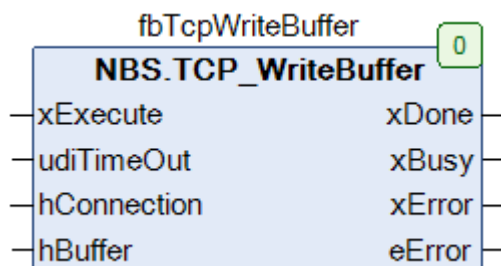 fbTcpWriteBuffer
0
NBS.TCP_WriteBuffer
xExecute xDone
udiTimeOut xBusy
hConnection xError
hBuffer eError